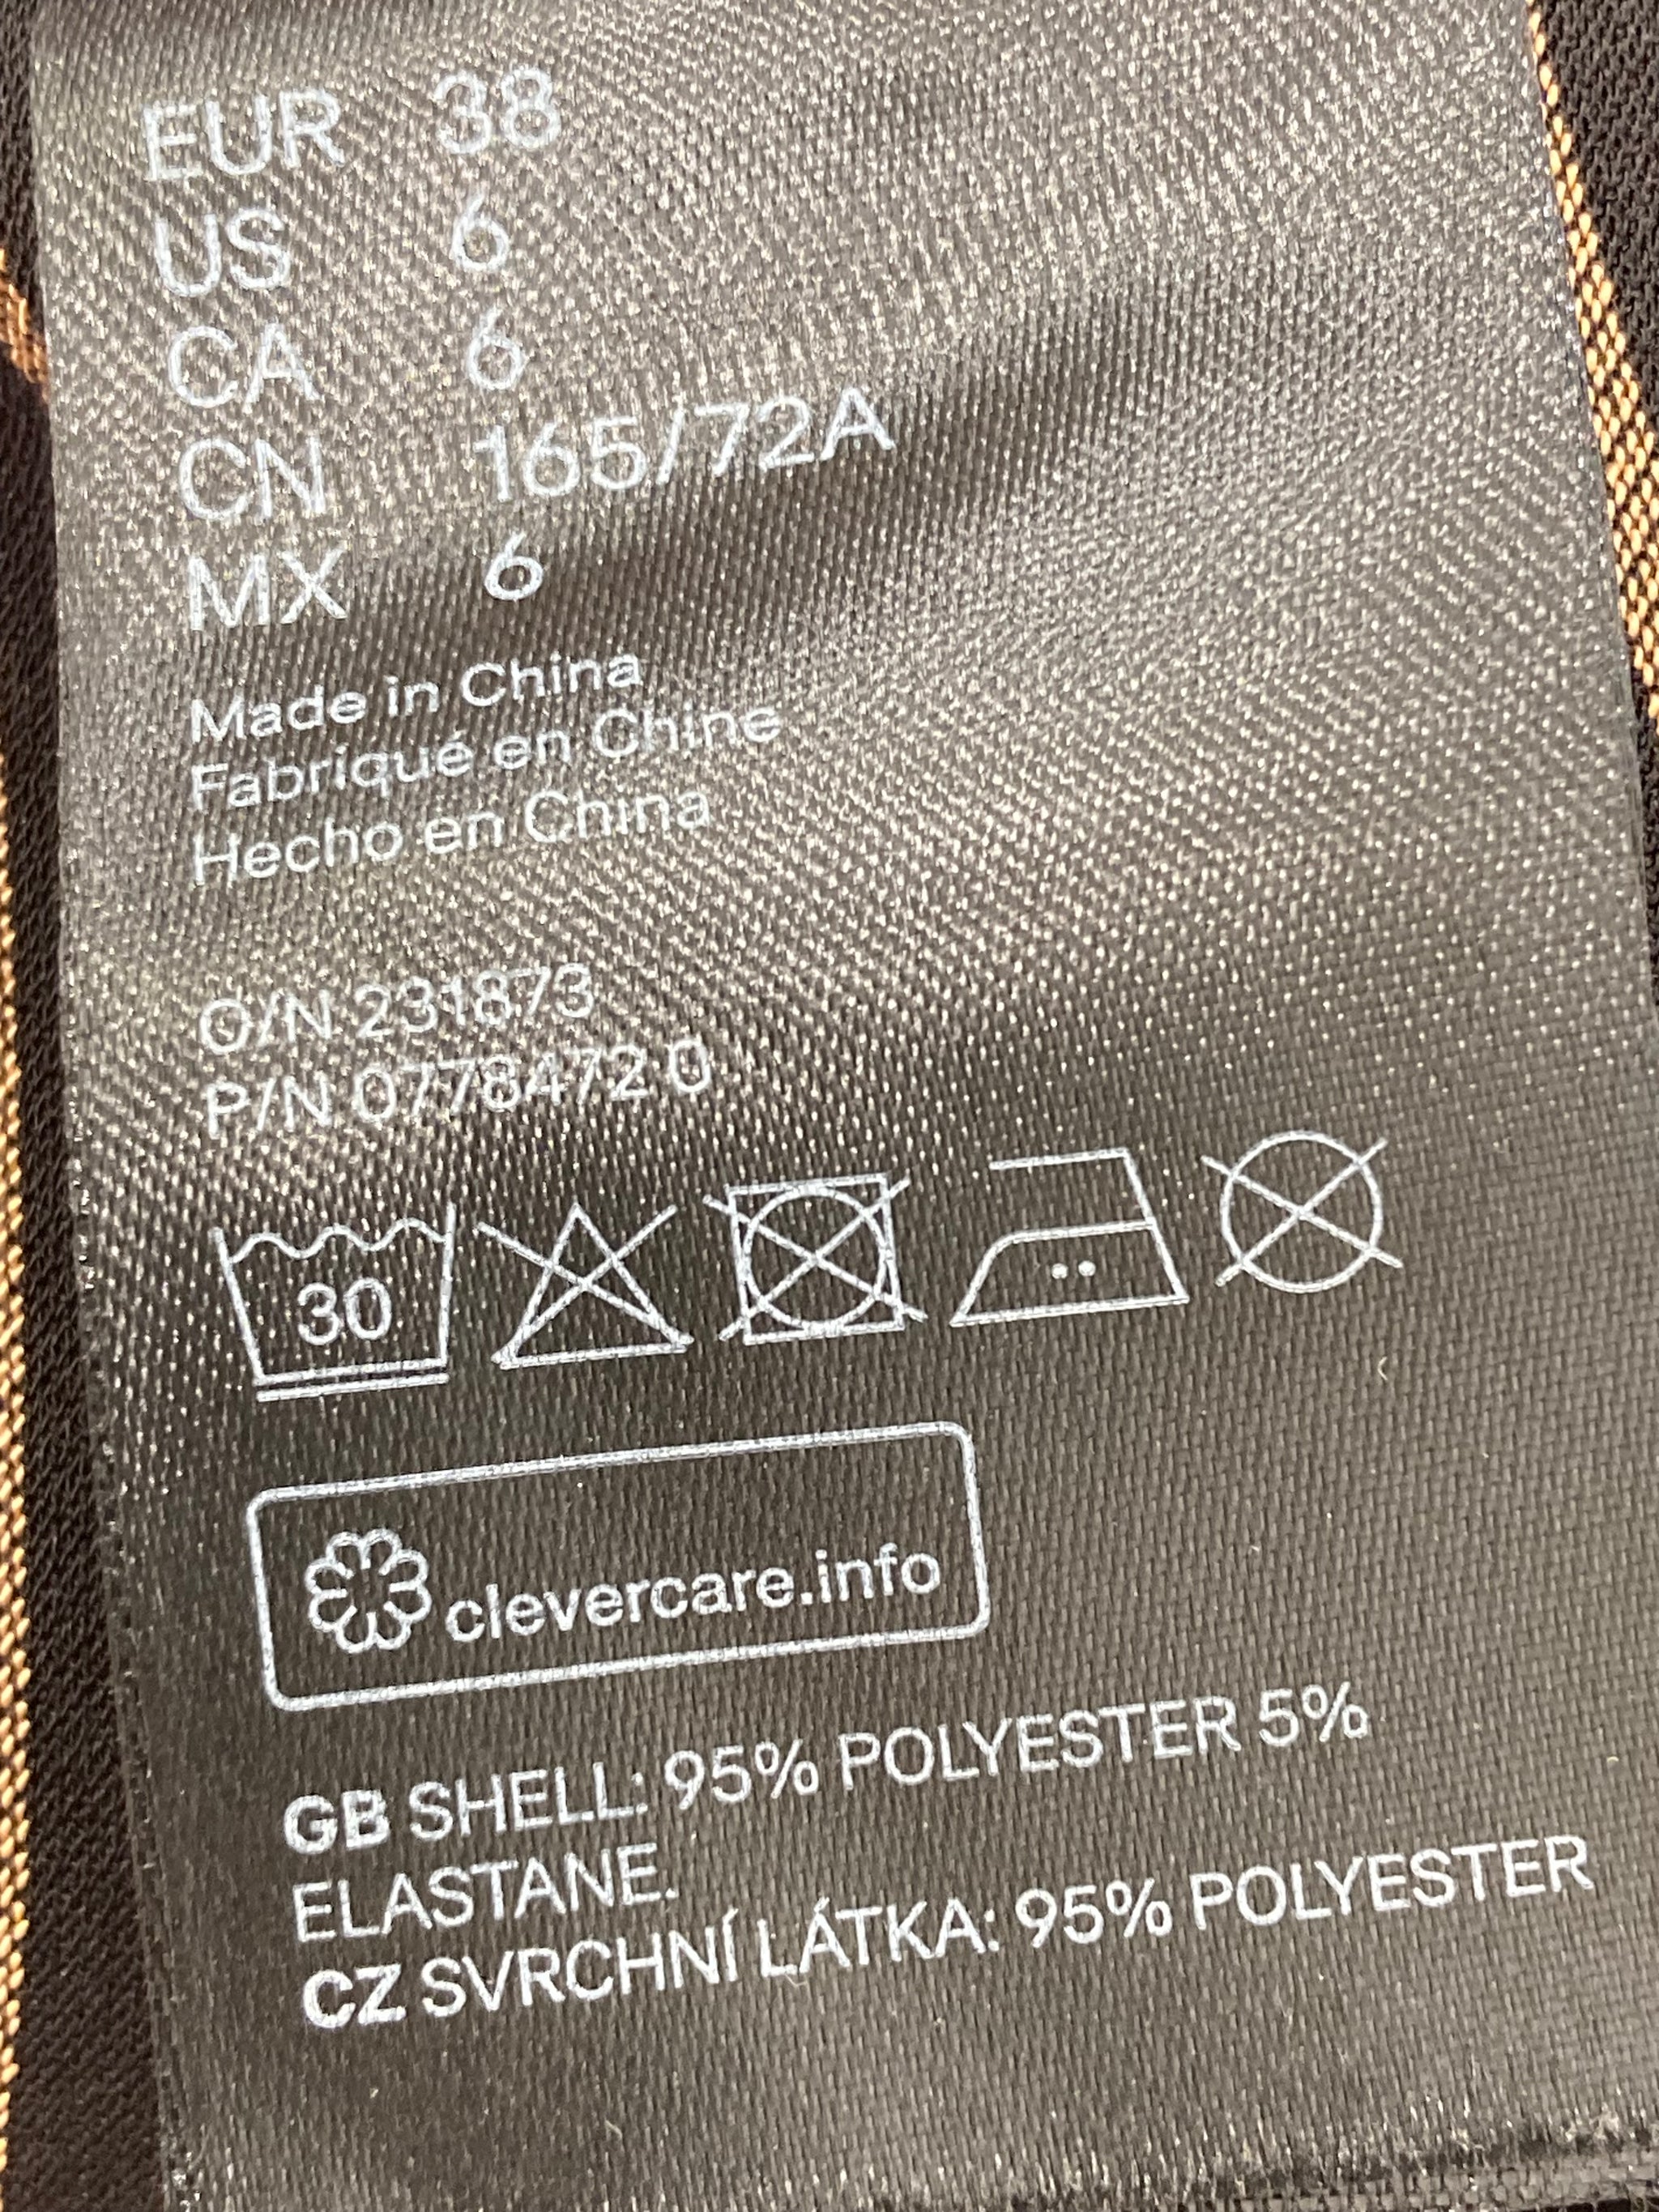 EUR 38
US 6
CA 6
CN 165/72A
MX 6
Made in China
Fabriqué en Chine
Hecho en China
O/N 231873
P/N 0778472 0
30
clevercare.info
GB SHELL: 95% POLYESTER 5%
ELASTANE.
CZ SVRCHNÍ LÁTKA: 95% POLYESTER